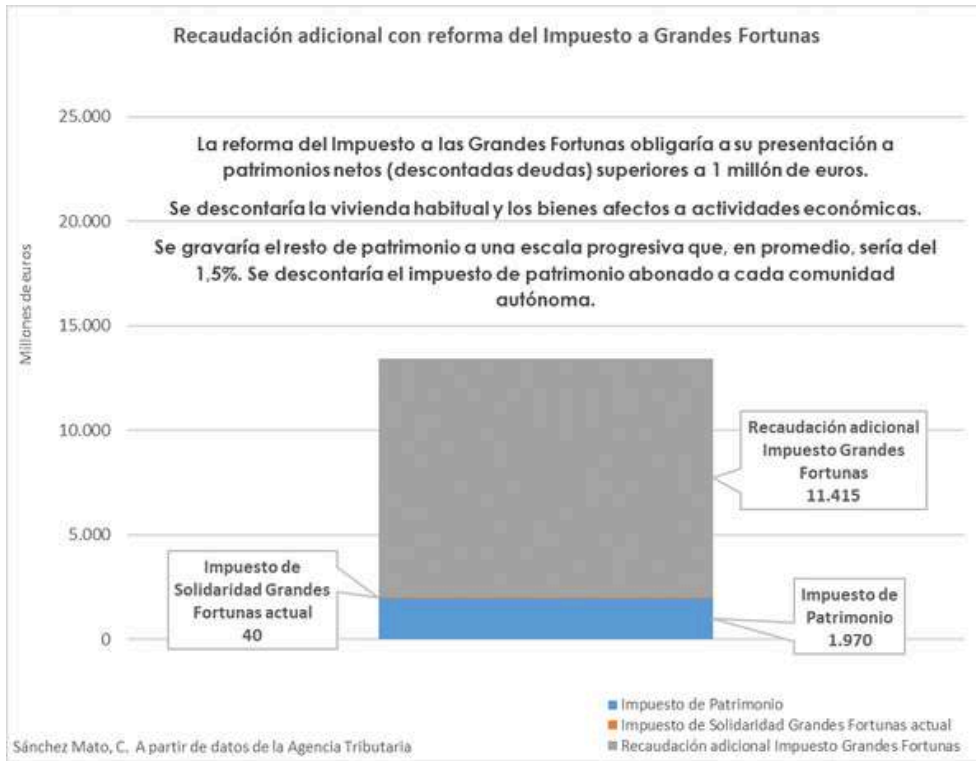 Recaudación adicional con reforma del Impuesto a Grandes Fortunas
25.000
La reforma del Impuesto a las Grandes Fortunas obligaría a su presentación a
patrimonios netos (descontadas deudas) superiores a 1 millón de euros.
Se descontaría la vivienda habitual y los bienes afectos a actividades económicas.
Se gravaría el resto de patrimonio a una escala progresiva que, en promedio, sería del
1,5%. Se descontaría el impuesto de patrimonio abonado a cada comunidad
autónoma.
20.000
Millones de euros
15.000
10.000
Recaudación adicional
Impuesto Grandes
Fortunas
11.415
5.000
Impuesto de
Solidaridad Grandes
Fortunas actual
40
Impuesto de
Patrimonio
1.970
0
Impuesto de Patrimonio
Impuesto de Solidaridad Grandes Fortunas actual
Recaudación adicional Impuesto Grandes Fortunas
Sánchez Mato, C. A partir de datos de la Agencia Tributaria